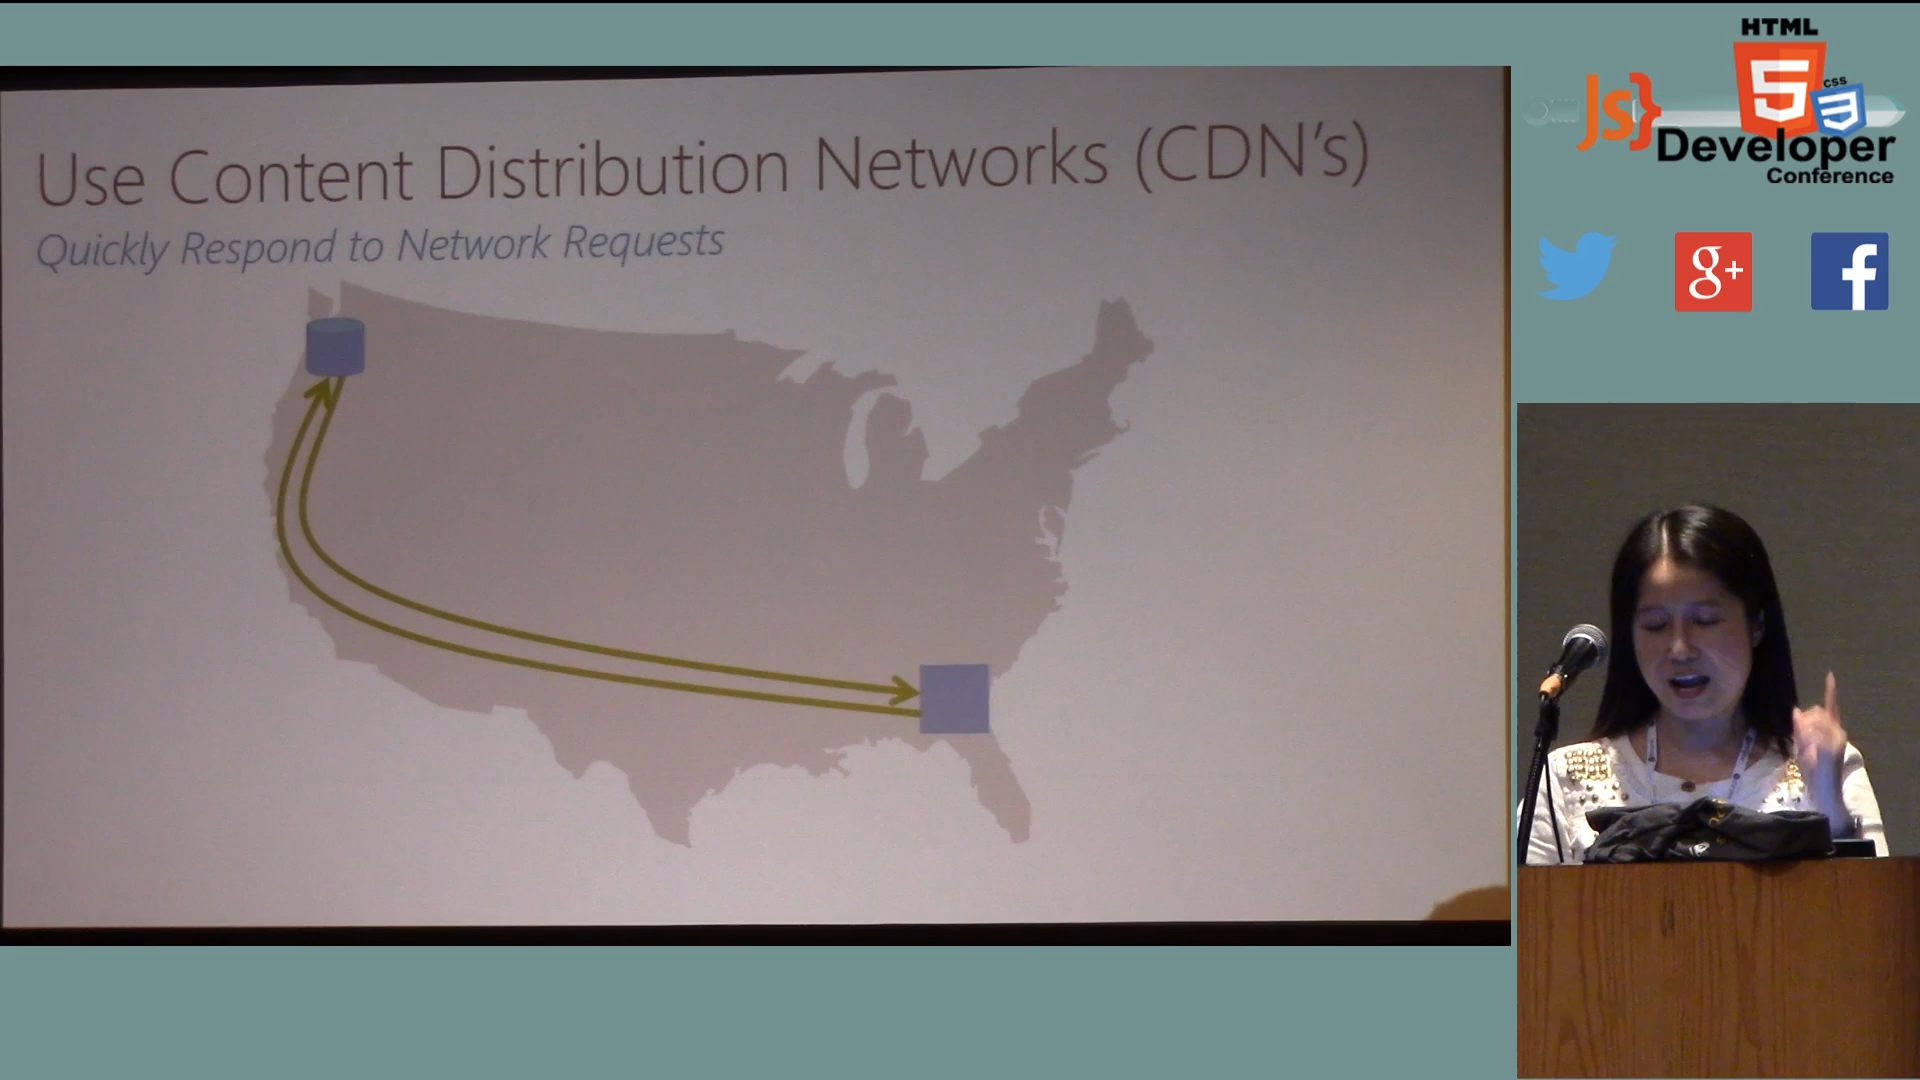 Use Content Distribution Networks (CDN's)
Quickly Respond to Network Requests
HTML
5
css
3
Js}
Developer
Conference
g+
f